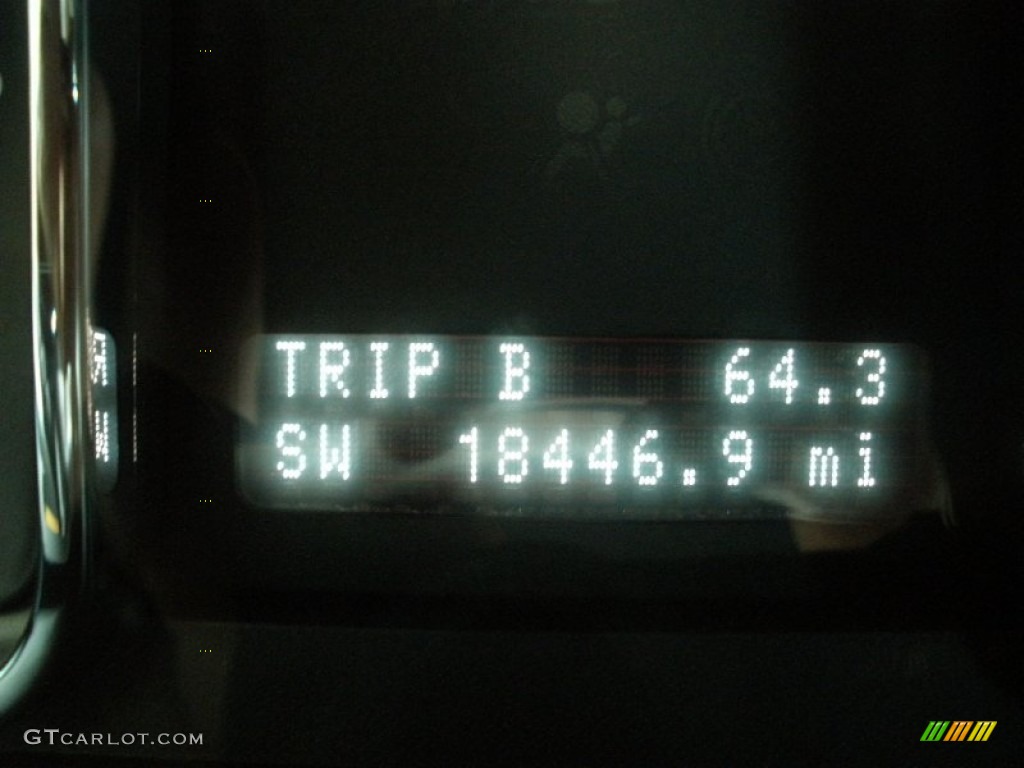 TRIP B 64.3
SW 18446.9 mi
GTCARLOT.COM